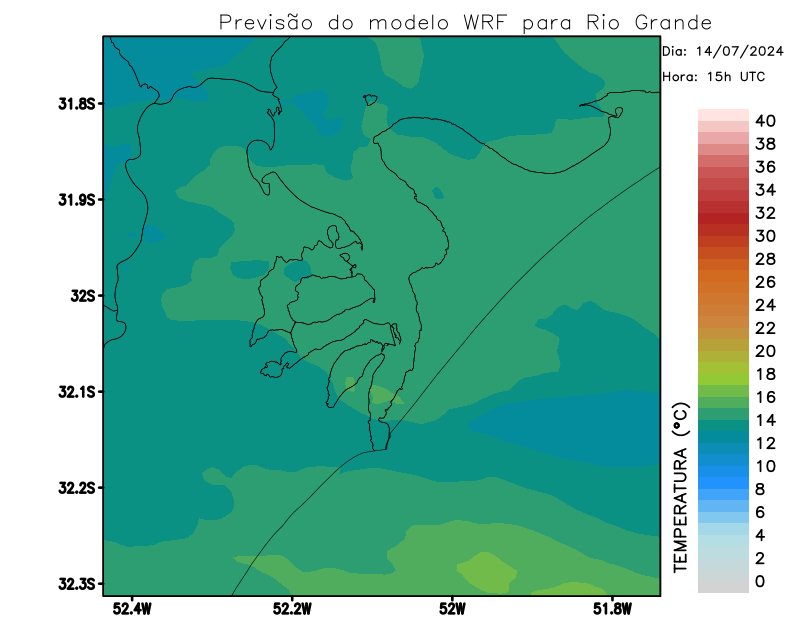 Previsão do modelo WRF para Rio Grande
Dia: 14/07/2024
Hora: 15h UTC
31.8S
31.9S
32S
32.1S
32.2S
32.3S
52.4W
52.2W
52W
51.8W
TEMPERATURA (°C)
40
38
36
34
32
30
28
26
24
22
20
18
16
14
12
10
8
6
4
2
0